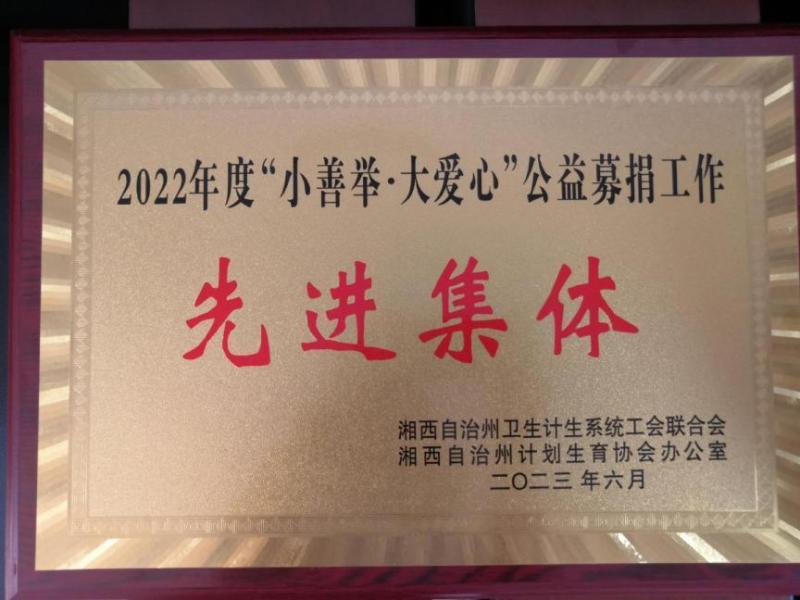 2022年度“小善举·大爱心”公益募捐工作
先进集体
湘西自治州卫生计生系统工会联合会
湘西自治州计划生育协会办公室
二〇二三 年六月